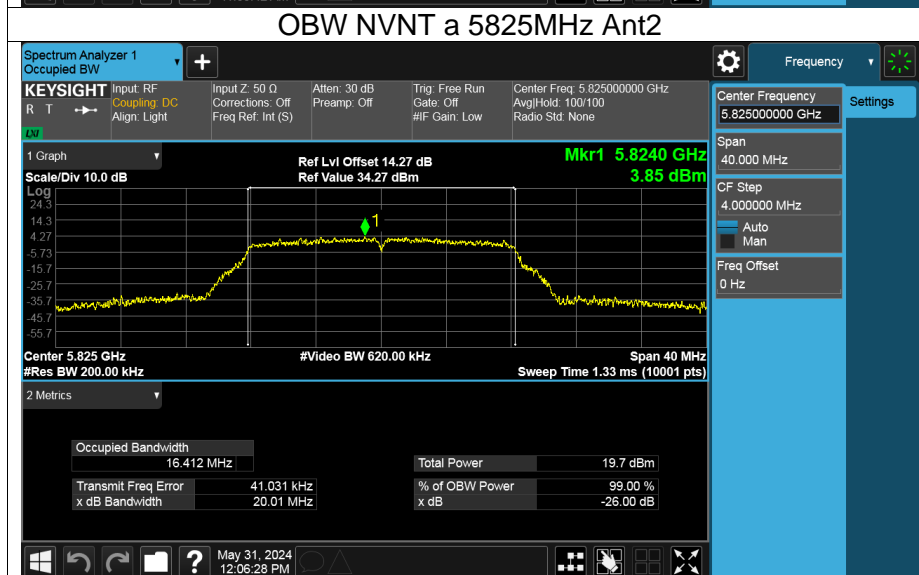 OBW NVNT a 5825MHz Ant2
Spectrum Analyzer 1
Occupied BW
+
Frequency
KEYSIGHT
R T
LXI
Input: RF
Coupling: DC
Align: Light
Input Z: 50 Ω
Corrections: Off
Freq Ref: Int (S)
Atten: 30 dB
Preamp: Off
Trig: Free Run
Gate: Off
#IF Gain: Low
Center Freq: 5.825000000 GHz
Avg|Hold: 100/100
Radio Std: None
Center Frequency
5.825000000 GHz
Settings
Span
40.000 MHz
CF Step
4.000000 MHz
Auto
Man
Freq Offset
0 Hz
1 Graph
Scale/Div 10.0 dB
Ref Lvl Offset 14.27 dB
Ref Value 34.27 dBm
Mkr1 5.8240 GHz
3.85 dBm
Log
24.3
14.3
4.27
-5.73
-15.7
-25.7
-35.7
-45.7
-55.7
1
Center 5.825 GHz
#Res BW 200.00 kHz
#Video BW 620.00 kHz
Span 40 MHz
Sweep Time 1.33 ms (10001 pts)
2 Metrics
Occupied Bandwidth
16.412 MHz
Total Power 19.7 dBm
Transmit Freq Error 41.031 kHz
% of OBW Power 99.00 %
x dB Bandwidth 20.01 MHz
x dB -26.00 dB
?
May 31, 2024
12:06:28 PM